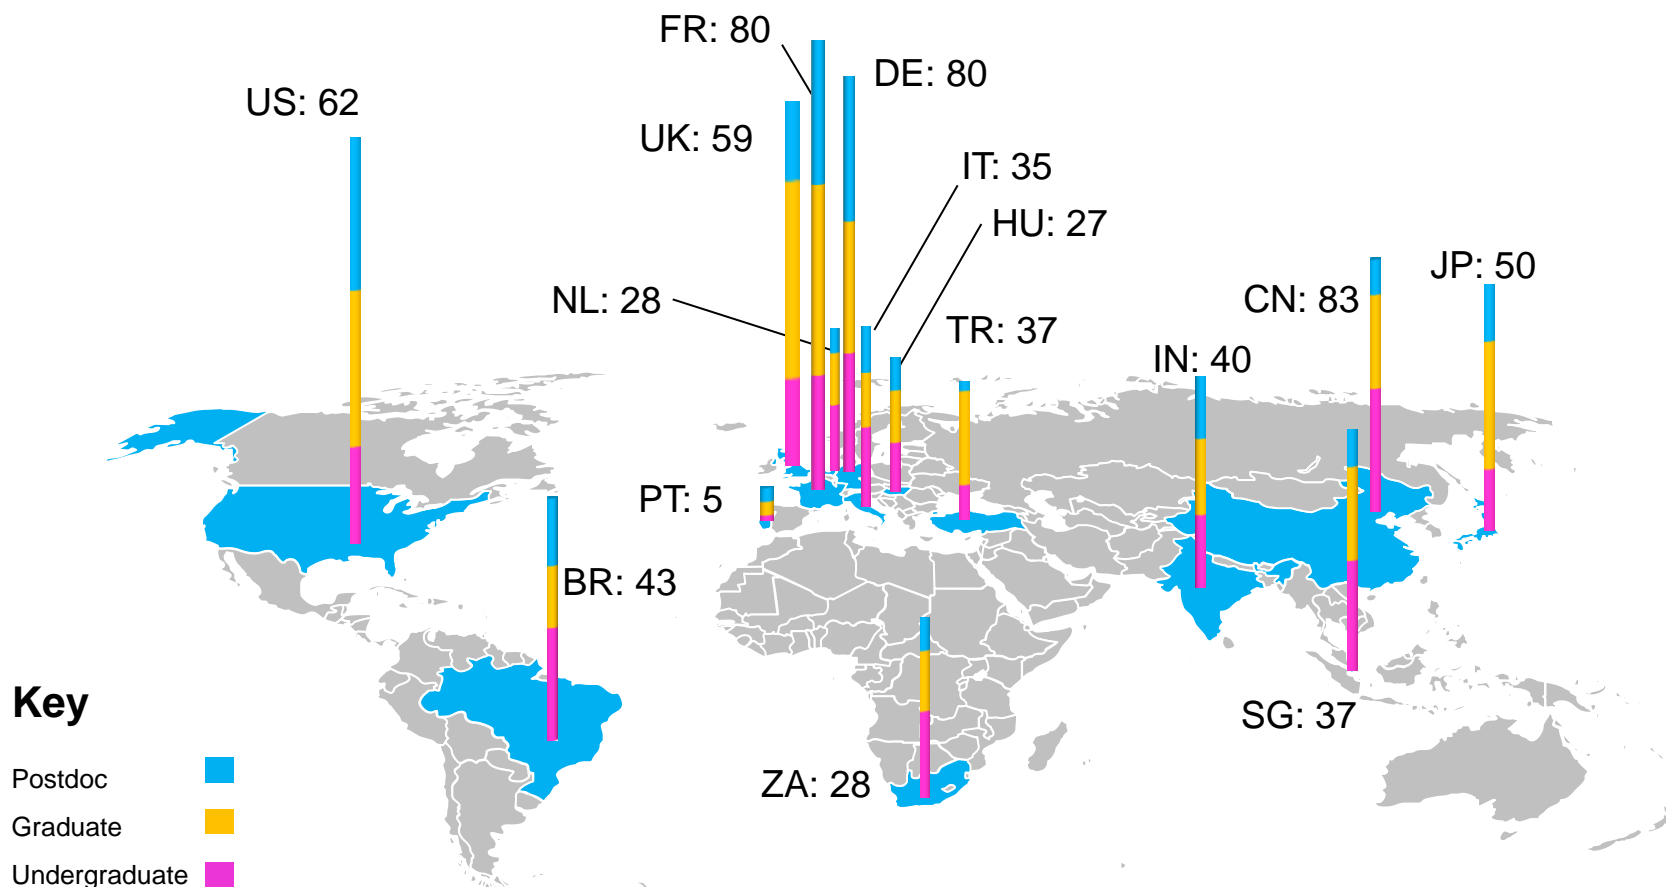 FR: 80
DE: 80
US: 62
UK: 59
IT: 35
HU: 27
JP: 50
NL: 28
CN: 83
TR: 37
IN: 40
PT: 5
BR: 43
SG: 37
ZA: 28
Key
Postdoc
Graduate
Undergraduate